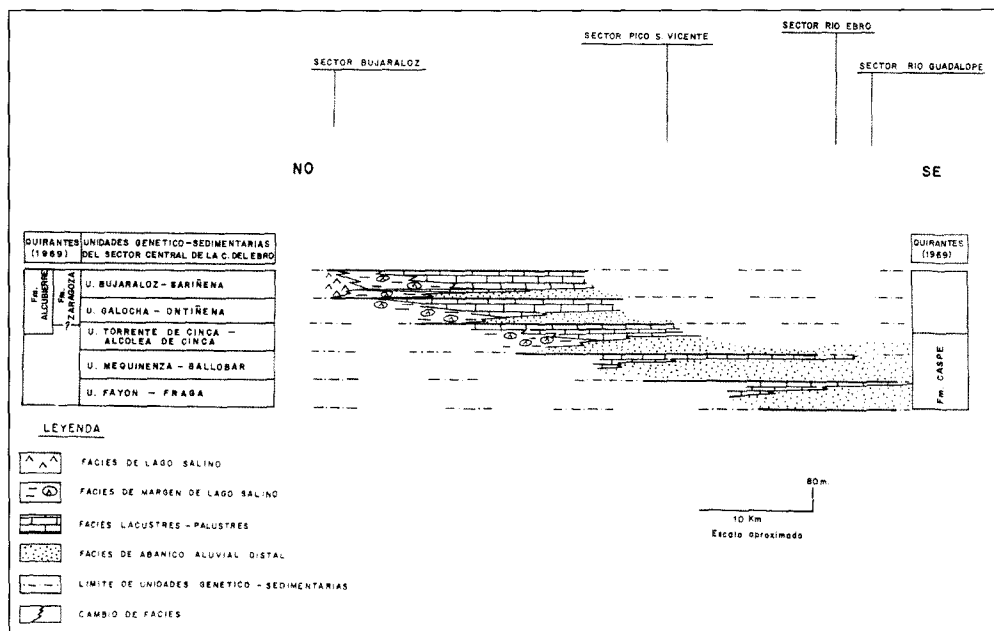 SECTOR RIO EBRO
SECTOR PICO S. VICENTE
SECTOR BUJARALOZ
SECTOR RIO GUADALOPE
NO
SE
QUIRANTES (1969)
UNIDADES GENETICO-SEDIMENTARIAS
DEL SECTOR CENTRAL DE LA C. DEL EBRO
QUIRANTES (1969)
Fm. ALCUBIERRE
Fm. ZARAGOZA
?
U. BUJARALOZ-SARIÑENA
U. GALOCHA-ONTIÑENA
U. TORRENTE DE CINCA-
ALCOLEA DE CINCA
U. MEQUINENZA-BALLOBAR
U. FAYON-FRAGA
Fm. CASPE
LEYENDA
FACIES DE LAGO SALINO
FACIES DE MARGEN DE LAGO SALINO
FACIES LACUSTRES-PALUSTRES
FACIES DE ABANICO ALUVIAL DISTAL
LIMITE DE UNIDADES GENETICO-SEDIMENTARIAS
CAMBIO DE FACIES
80m.
10 Km
Escala aproximada